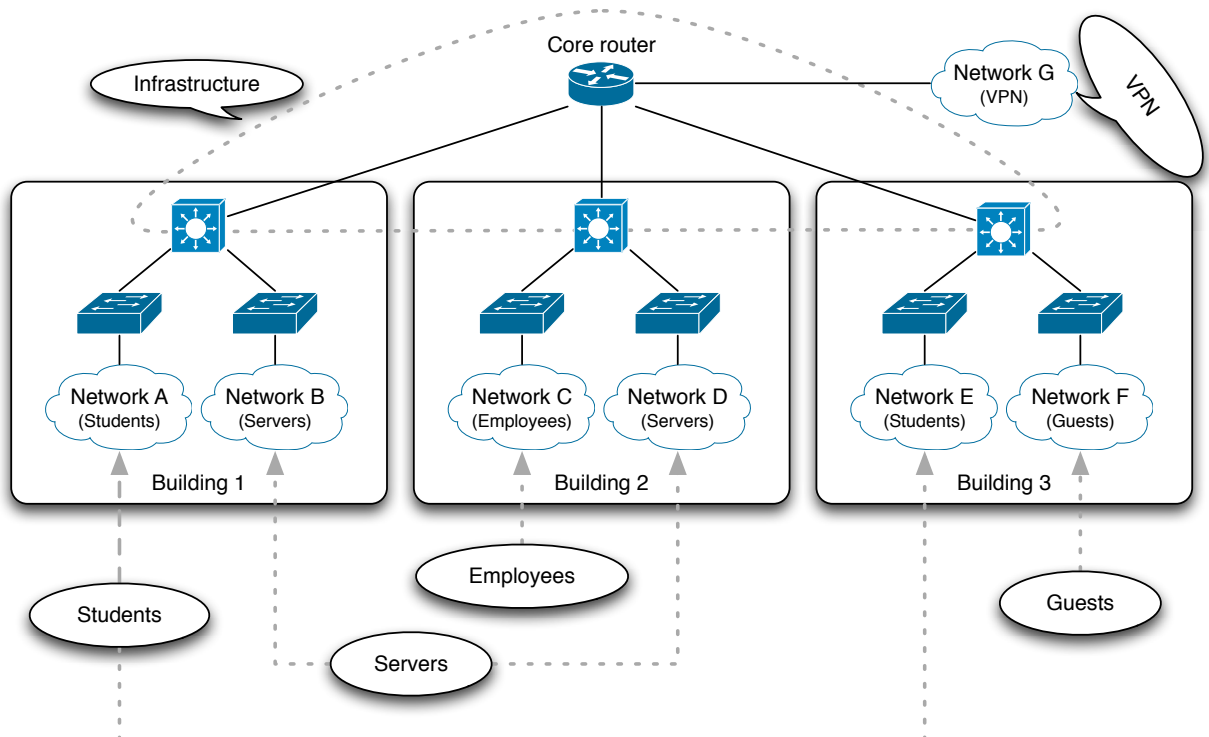 Core router
Infrastructure
Network G
(VPN)
VPN
Network A
(Students)
Network B
(Servers)
Network C
(Employees)
Network D
(Servers)
Network E
(Students)
Network F
(Guests)
Building 1
Building 2
Building 3
Employees
Students
Guests
Servers